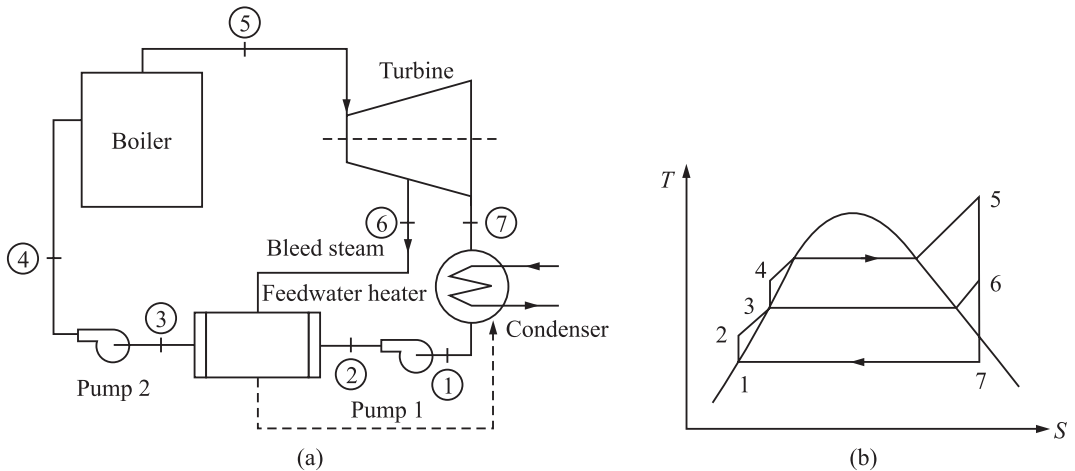 5
Turbine
Boiler
6
7
Bleed steam
4
Feedwater heater
Condenser
3
2
1
Pump 2
Pump 1
(a)
T
5
4
6
3
2
1
7
S
(b)